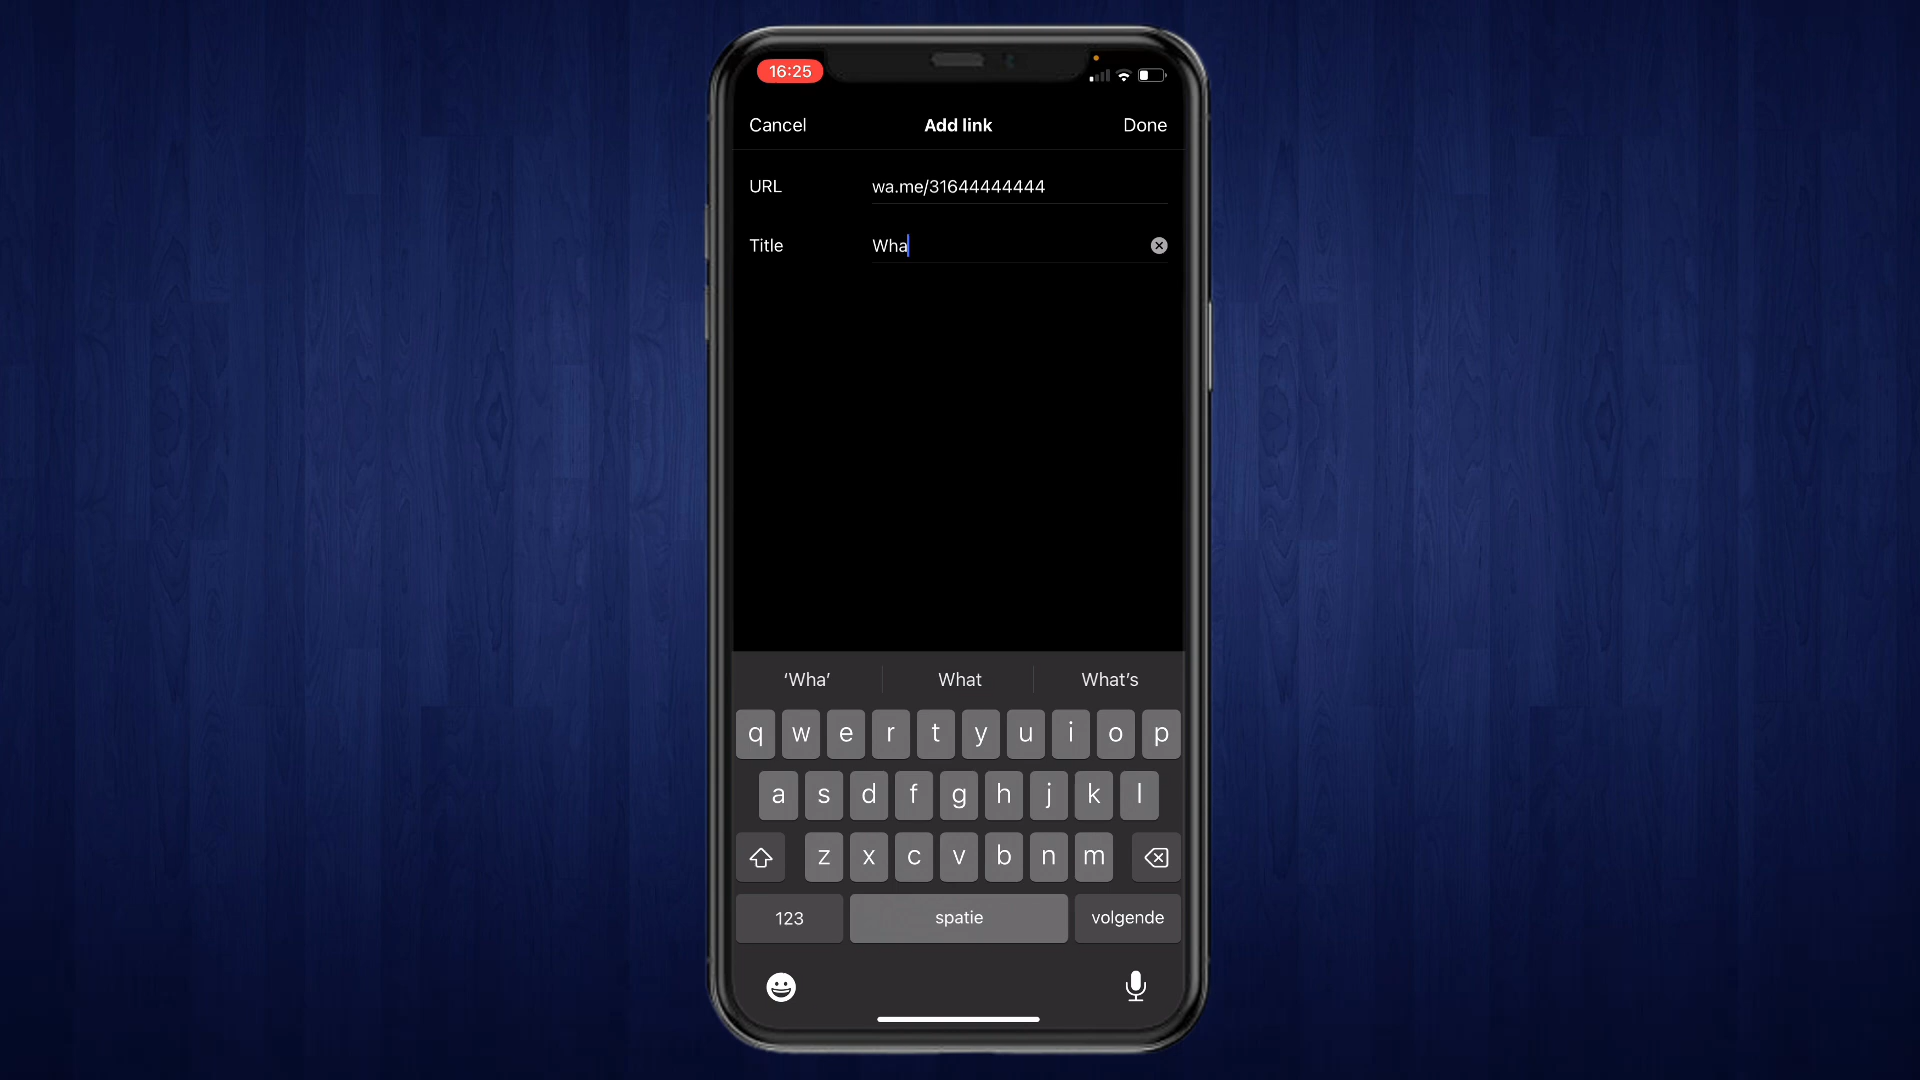 16:25
Cancel Add link Done
URL wa.me/31644444444
Title Wha
‘Wha’ What What’s
q w e r t y u i o p
a s d f g h j k l
z x c v b n m
123 spatie volgende